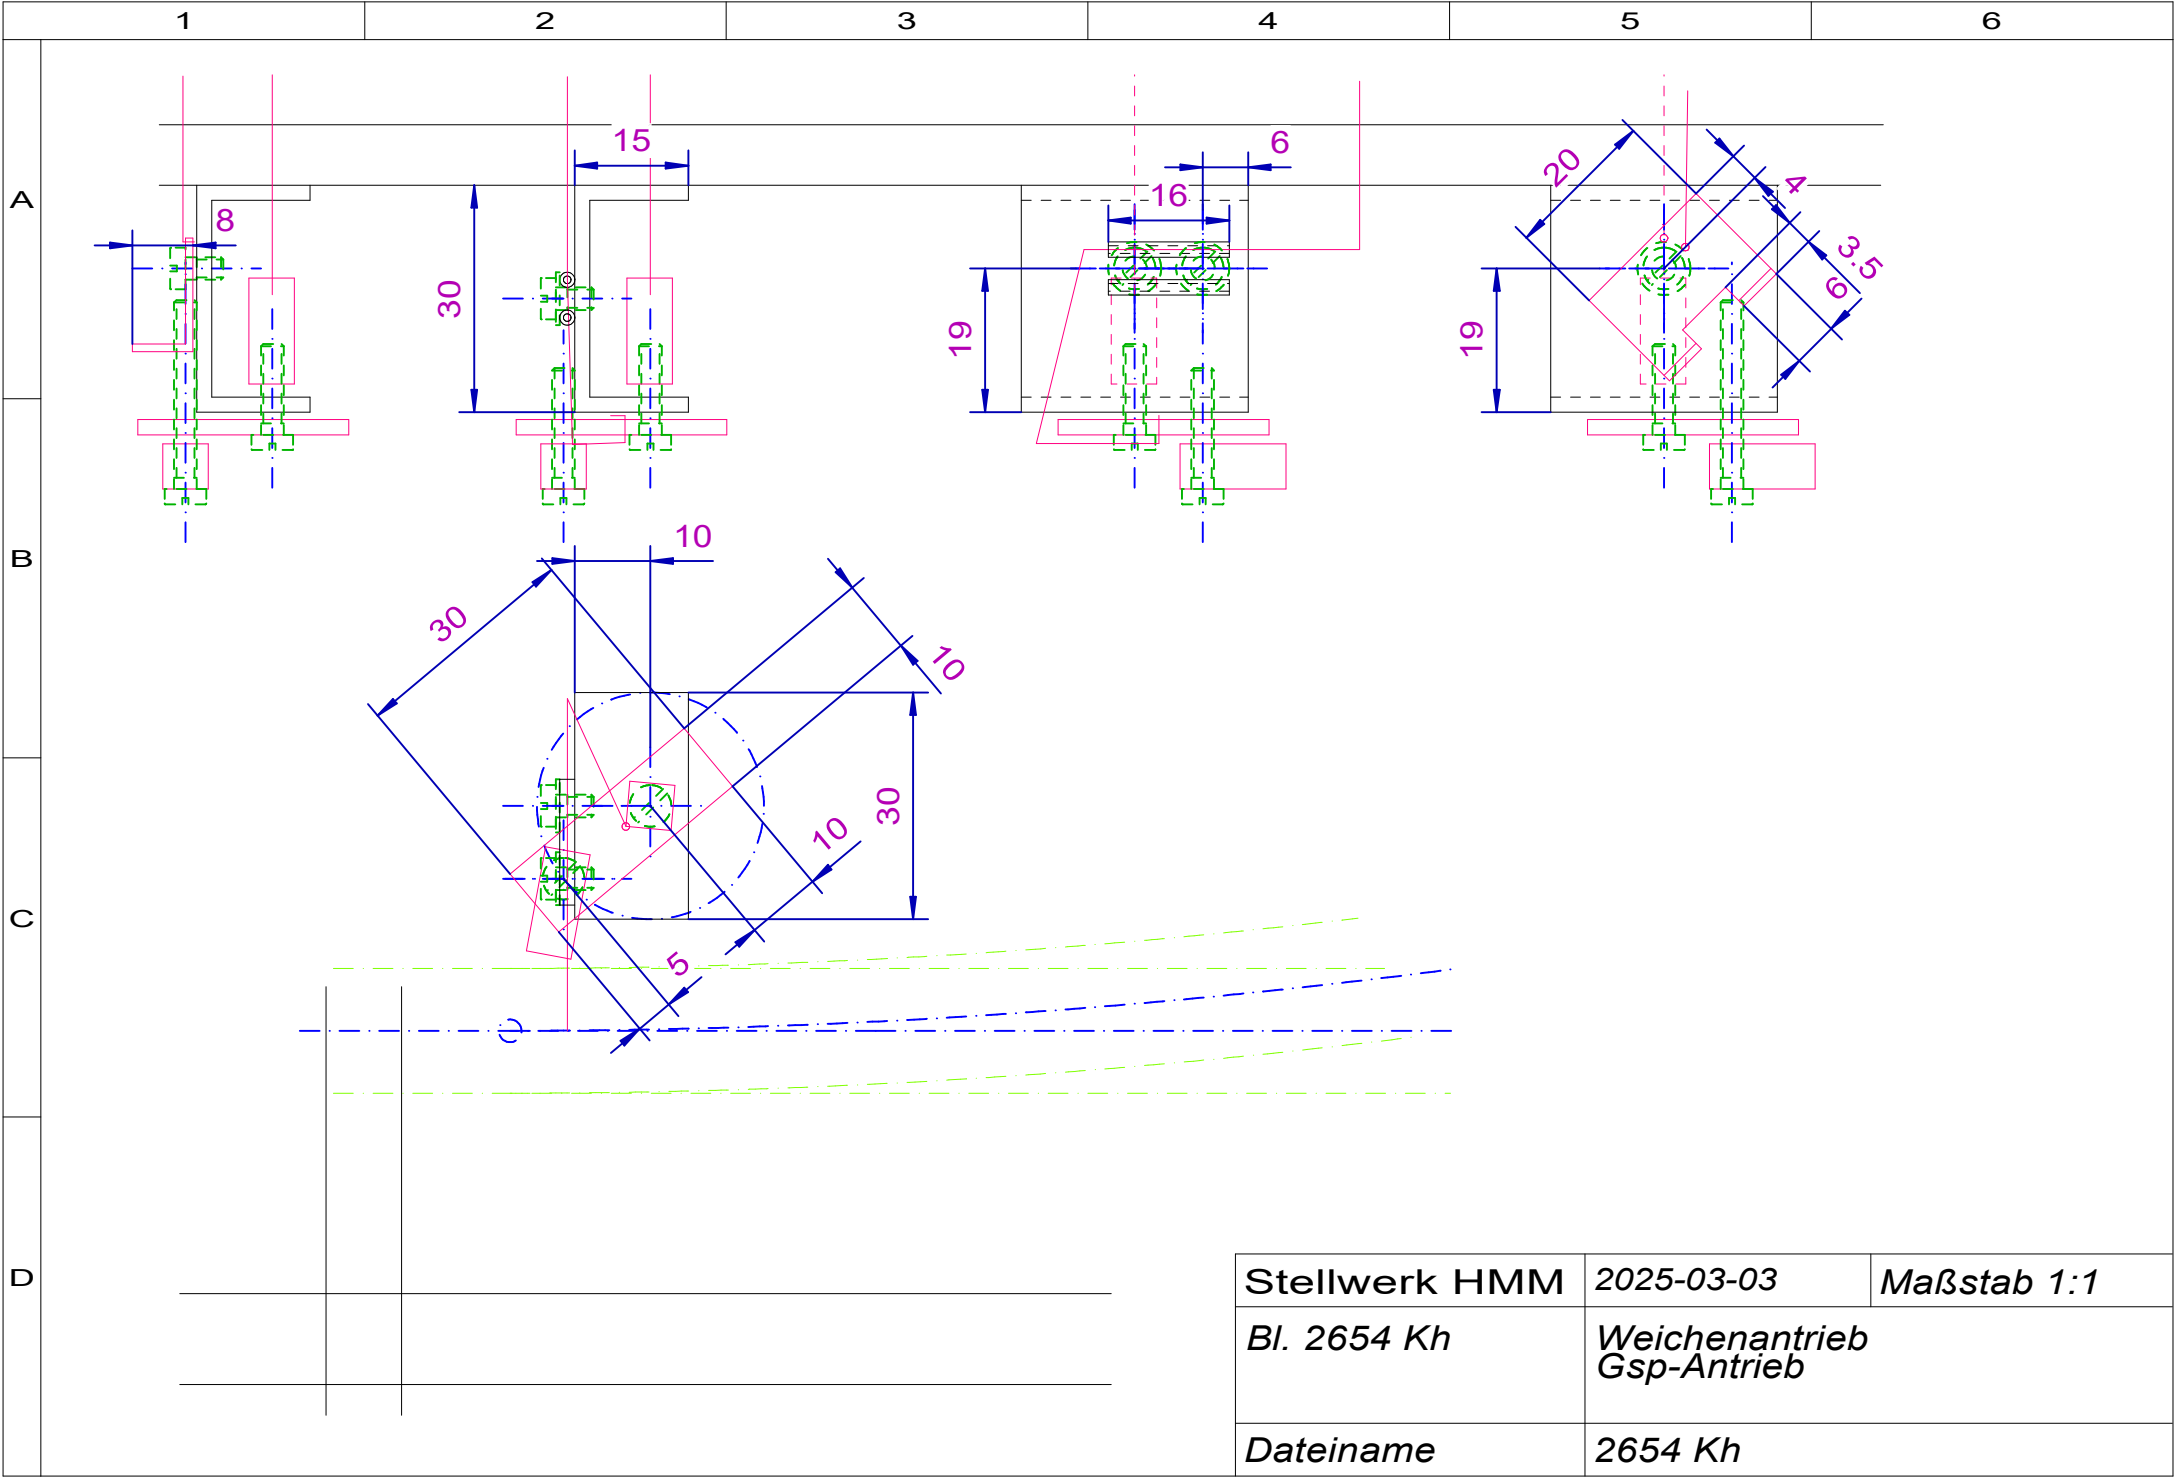 1 2 3 4 5 6
A
15
6
20
4
16
8
3.5
6
30
19
19
B
10
30
10
30
10
C
5
D
Stellwerk HMM 2025-03-03 Maßstab 1:1
Bl. 2654 Kh Weichenantrieb
Gsp-Antrieb
Dateiname 2654 Kh